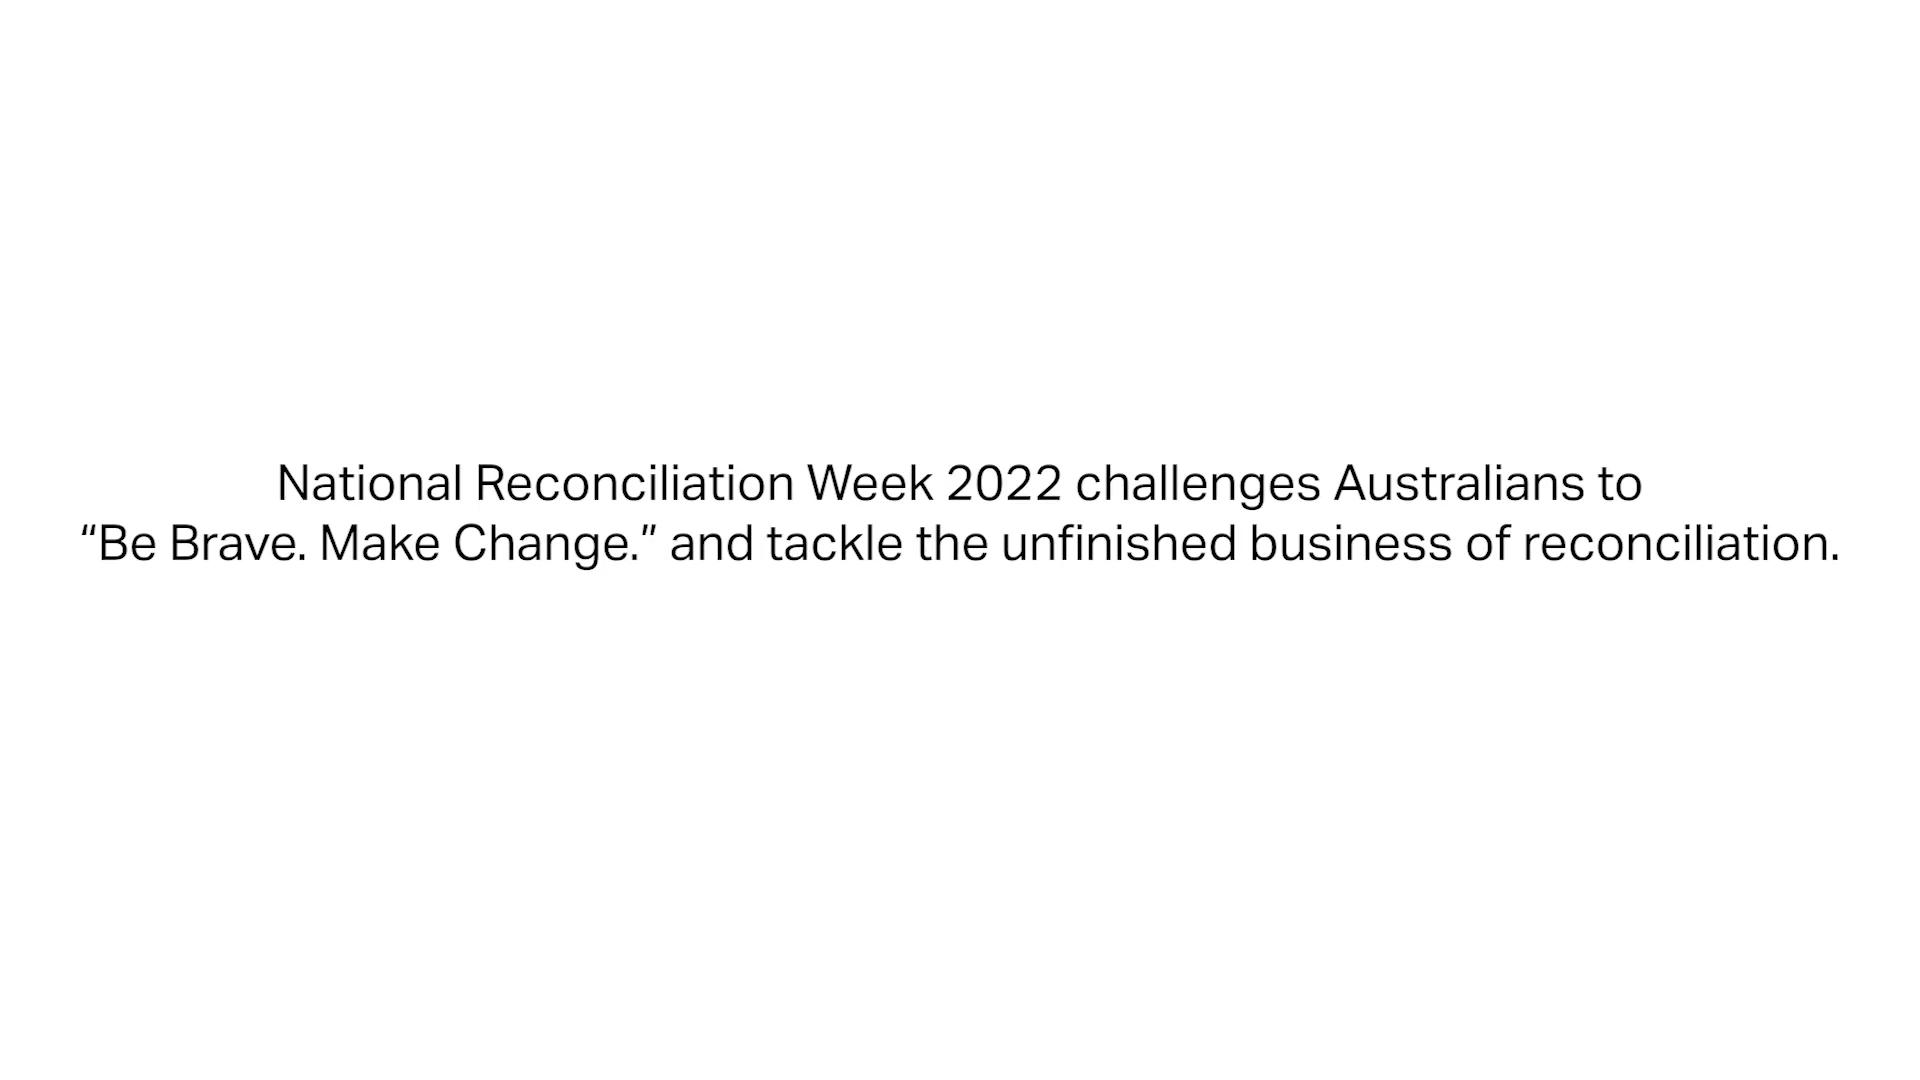 National Reconciliation Week 2022 challenges Australians to
“Be Brave. Make Change.” and tackle the unfinished business of reconciliation.